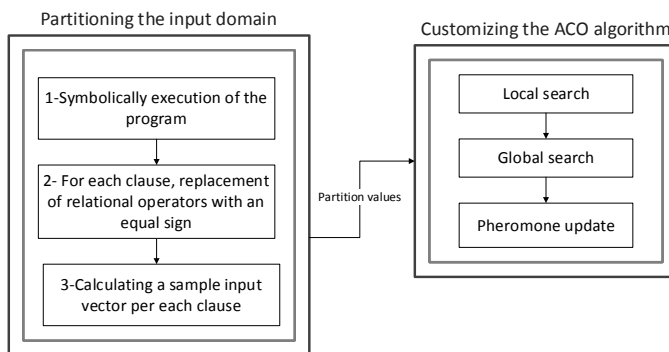 Partitioning the input domain
1-Symbolically execution of the
program
2- For each clause, replacement
of relational operators with an
equal sign
3-Calculating a sample input
vector per each clause
Partition values
Customizing the ACO algorithm
Local search
Global search
Pheromone update